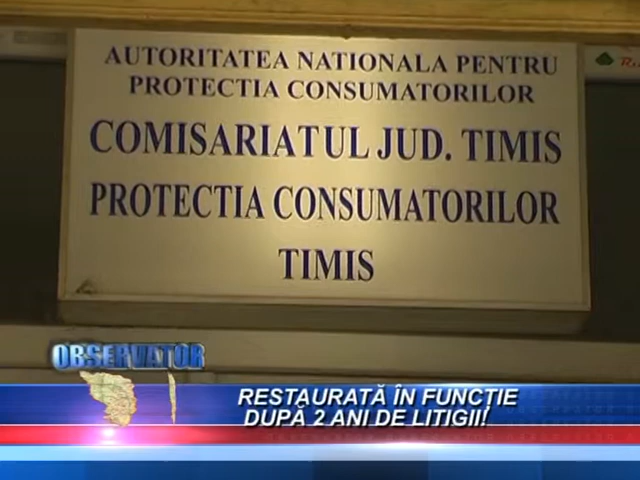 AUTORITATEA NATIONALA PENTRU
PROTECTIA CONSUMATORILOR
COMISARIATUL JUD. TIMIS
PROTECTIA CONSUMATORILOR
TIMIS
OBSERVATOR
RESTAURATĂ ÎN FUNCȚIE
DUPĂ 2 ANI DE LITIGII!